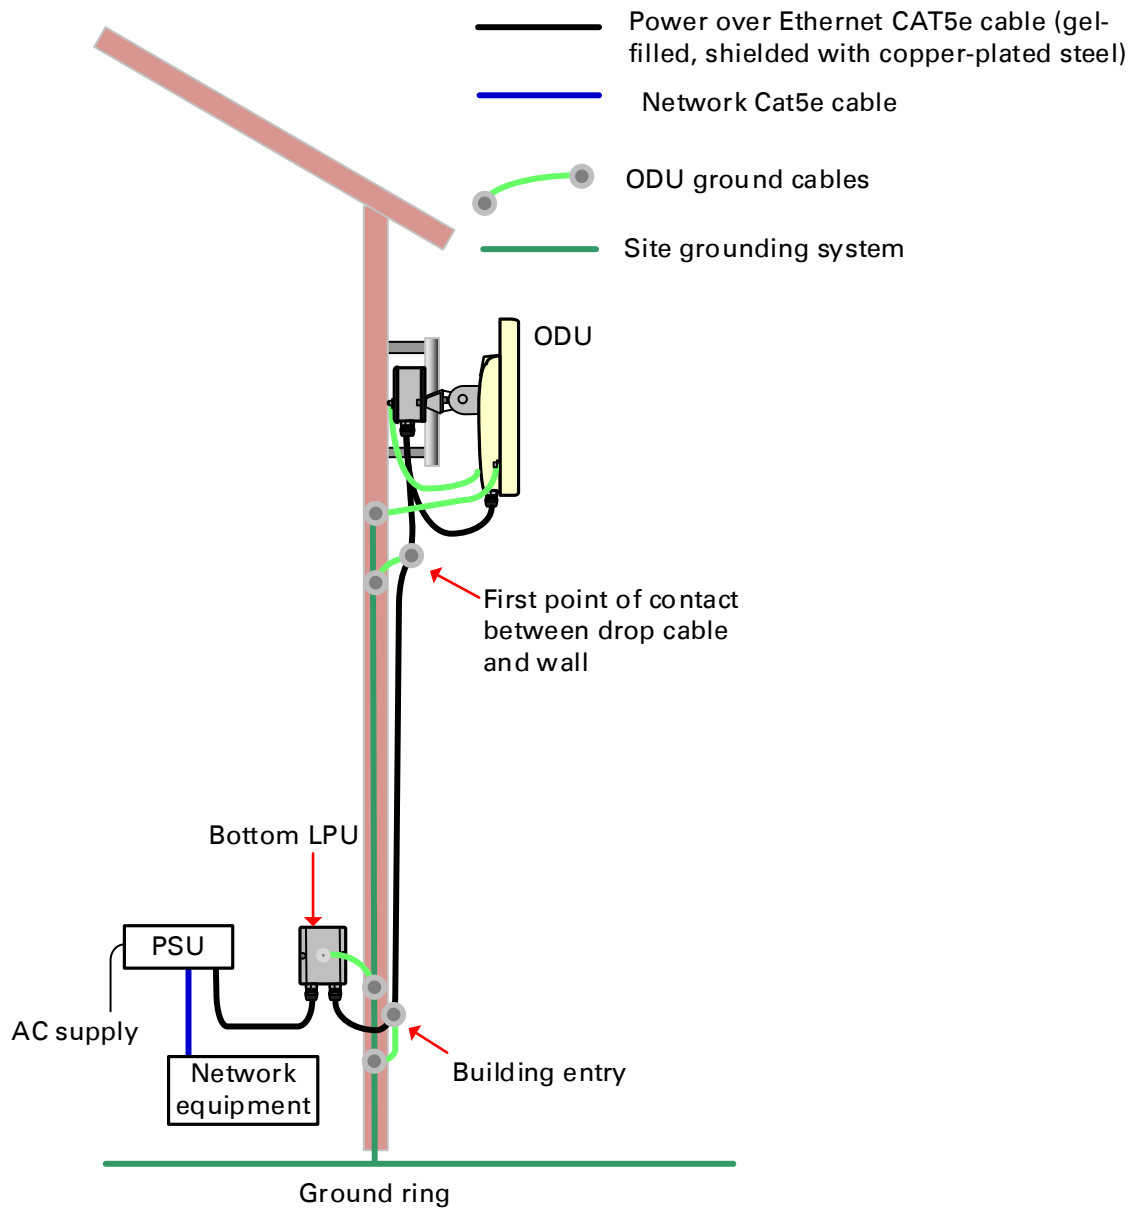 Power over Ethernet CAT5e cable (gel-
filled, shielded with copper-plated steel)
Network Cat5e cable
ODU ground cables
Site grounding system
ODU
First point of contact
between drop cable
and wall
Bottom LPU
PSU
AC supply
Network
equipment
Building entry
Ground ring